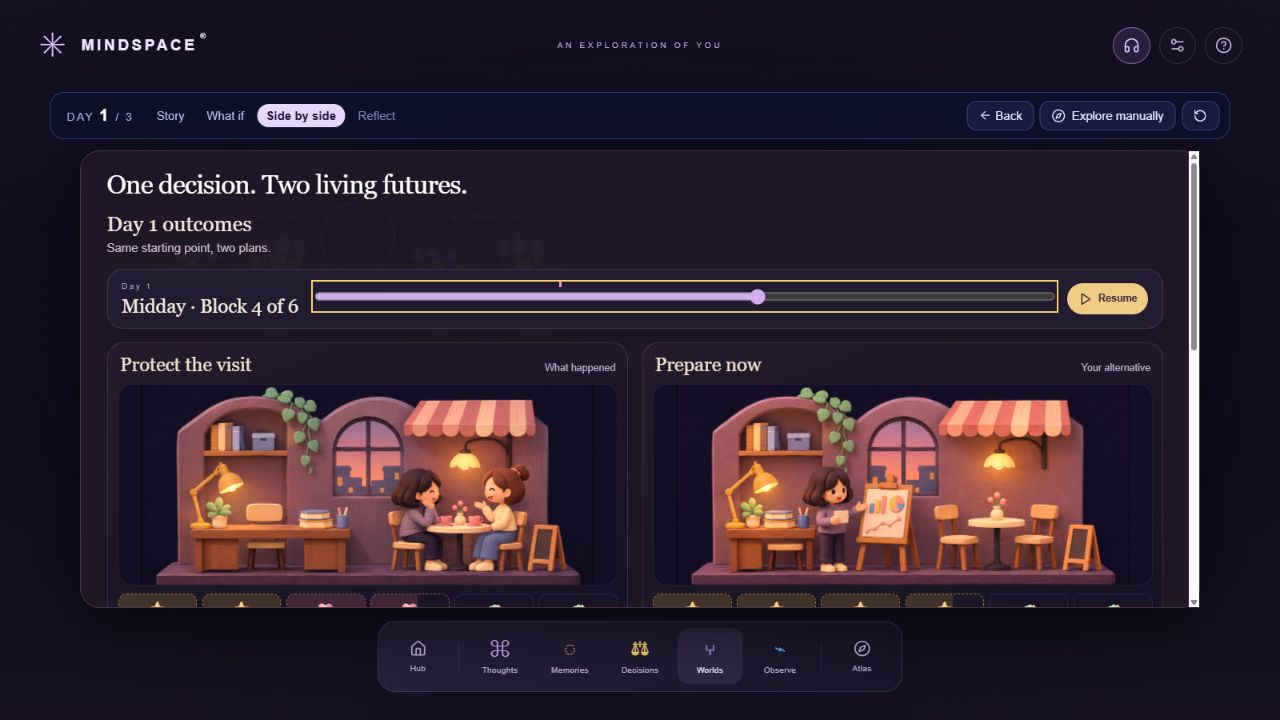 MINDSPACE®
AN EXPLORATION OF YOU
DAY 1 / 3
Story
What if
Side by side
Reflect
Back
Explore manually
One decision. Two living futures.
Day 1 outcomes
Same starting point, two plans.
Day 1
Midday · Block 4 of 6
Resume
Protect the visit
What happened
Prepare now
Your alternative
Hub
Thoughts
Memories
Decisions
Worlds
Observe
Atlas